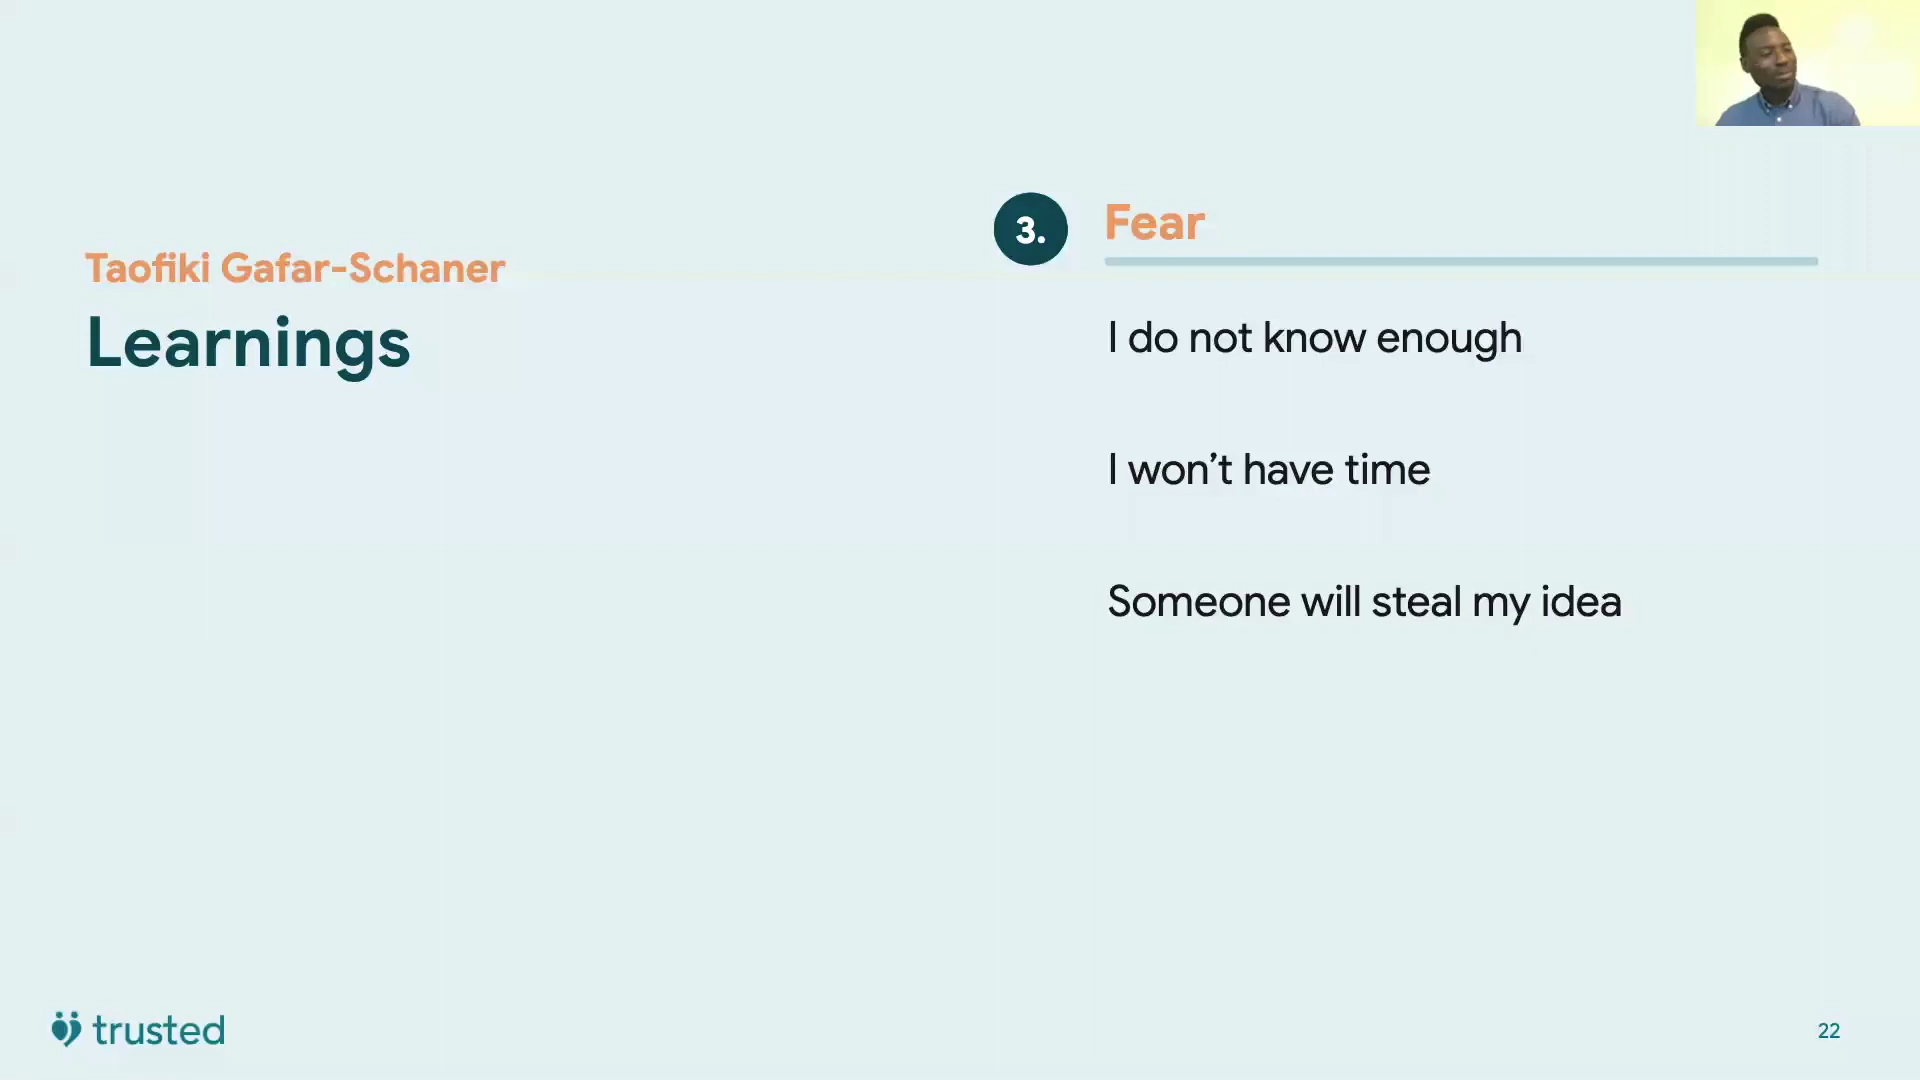 Taofiki Gafar-Schaner
Learnings
3.
Fear
I do not know enough
I won’t have time
Someone will steal my idea
trusted
22